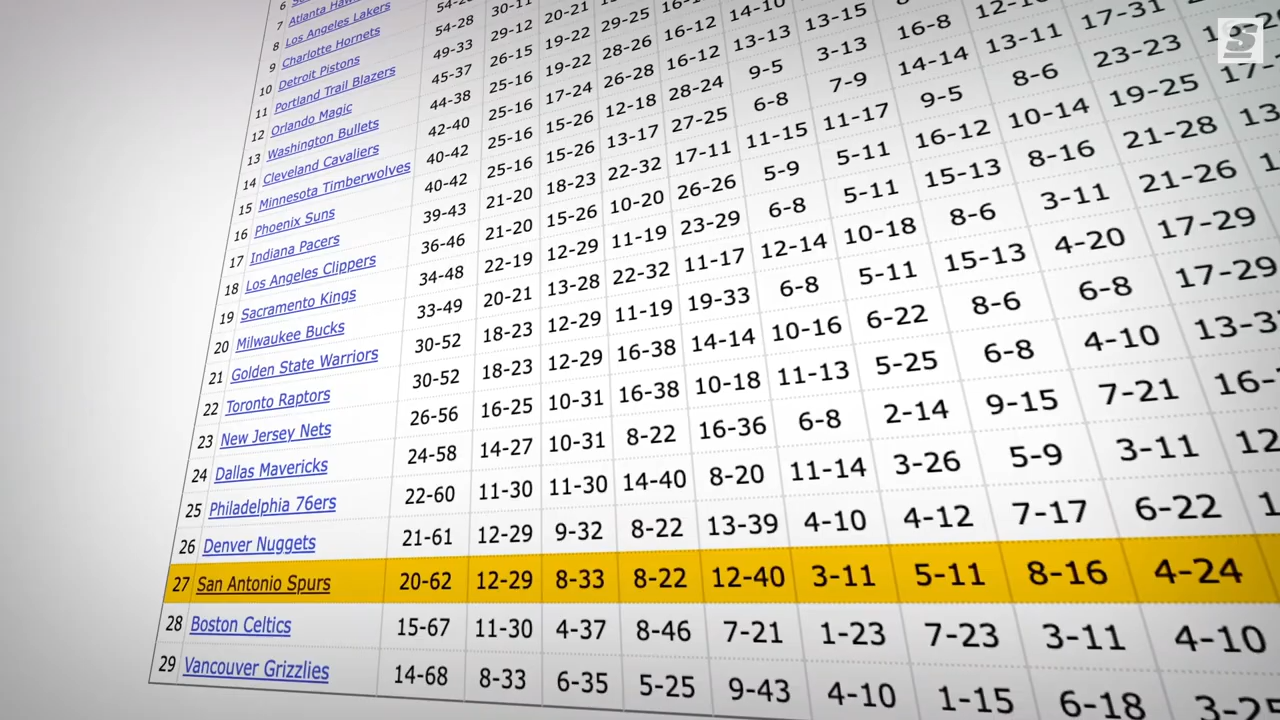 6
7 Atlanta
8 Los Angeles Lakers
9 Charlotte Hornets
10 Detroit Pistons 54-28 30-11
11 Portland Trail Blazers 49-33 29-12 20-21
12 Orlando Magic 45-37 26-15 19-22 29-25
13 Washington Bullets 44-38 25-16 19-22 28-26 16-12 14-10
14 Cleveland Cavaliers 42-40 25-16 17-24 26-28 16-12 13-13 13-15
15 Minnesota Timberwolves 40-42 25-16 15-26 12-18 28-24 9-5 3-13 16-8
16 Phoenix Suns 40-42 25-16 15-26 13-17 27-25 6-8 7-9 14-14 13-11 17-31
17 Indiana Pacers 39-43 21-20 18-23 22-32 17-11 11-15 11-17 9-5 8-6 23-23
18 Los Angeles Clippers 36-46 21-20 15-26 10-20 26-26 5-9 5-11 16-12 10-14 19-25
19 Sacramento Kings 34-48 22-19 12-29 11-19 23-29 6-8 5-11 15-13 8-16 21-28
20 Milwaukee Bucks 33-49 20-21 13-28 22-32 11-17 12-14 10-18 8-6 3-11 21-26
21 Golden State Warriors 30-52 18-23 12-29 11-19 19-33 6-8 5-11 15-13 4-20 17-29
22 Toronto Raptors 30-52 18-23 12-29 16-38 14-14 10-16 6-22 8-6 6-8 17-29
23 New Jersey Nets 26-56 16-25 10-31 16-38 10-18 11-13 5-25 6-8 4-10
24 Dallas Mavericks 24-58 14-27 10-31 8-22 16-36 6-8 2-14 9-15 7-21
25 Philadelphia 76ers 22-60 11-30 11-30 14-40 8-20 11-14 3-26 5-9 3-11
26 Denver Nuggets 21-61 12-29 9-32 8-22 13-39 4-10 4-12 7-17 6-22
27 San Antonio Spurs 20-62 12-29 8-33 8-22 12-40 3-11 5-11 8-16 4-24
28 Boston Celtics 15-67 11-30 4-37 8-46 7-21 1-23 7-23 3-11 4-10
29 Vancouver Grizzlies 14-68 8-33 6-35 5-25 9-43 4-10 1-15 6-18